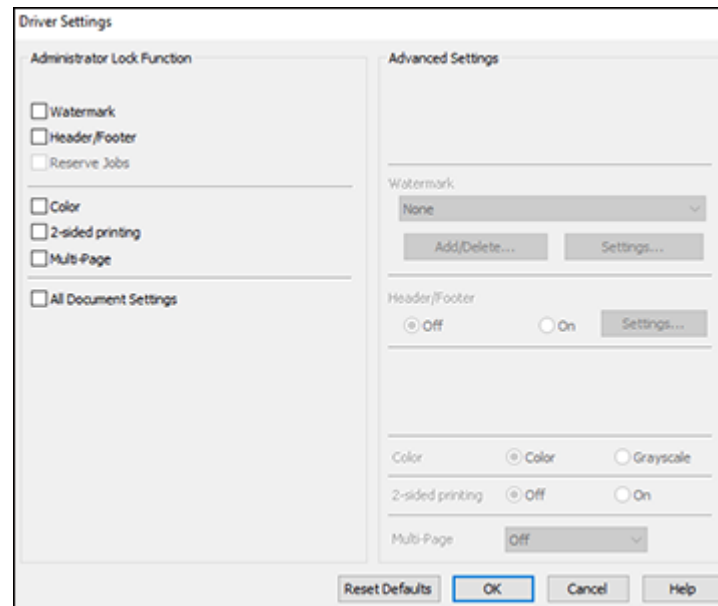 Driver Settings
Administrator Lock Function
Watermark
Header/Footer
Reserve Jobs
Color
2-sided printing
Multi-Page
All Document Settings
Advanced Settings
Watermark
None
Add/Delete... Settings...
Header/Footer
Off On Settings...
Color Color Grayscale
2-sided printing Off On
Multi-Page Off
Reset Defaults OK Cancel Help